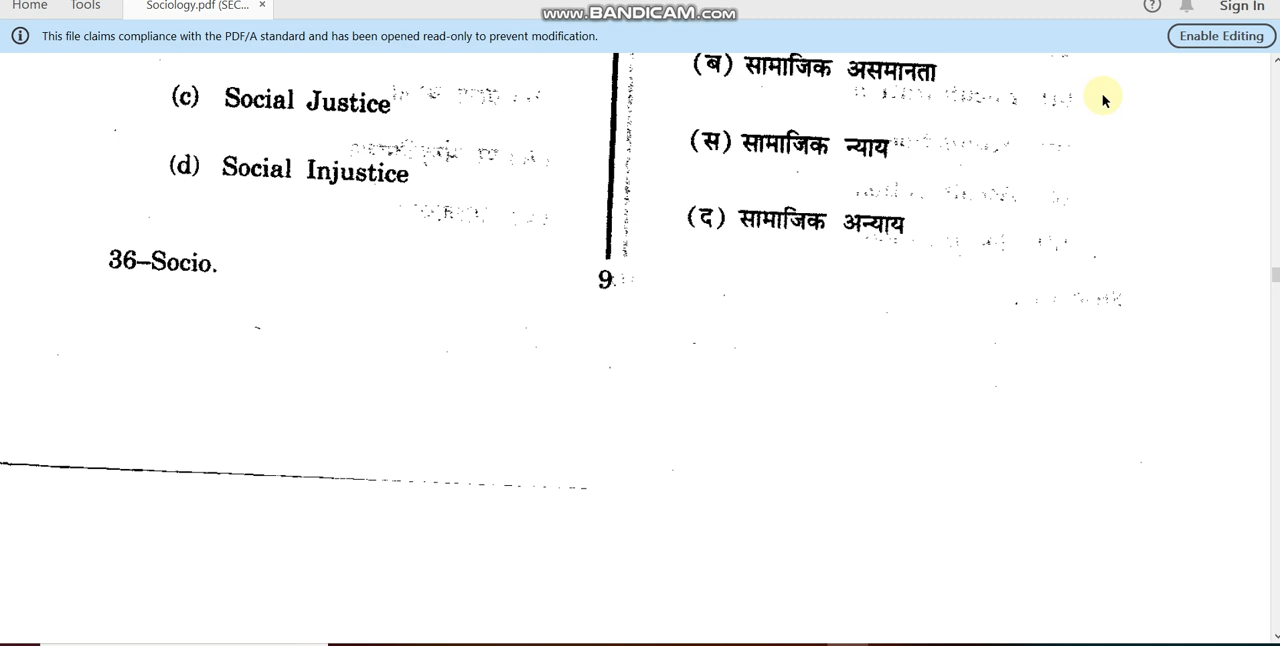 Home Tools Sociology.pdf (SEC... × www.BANDICAM.com Sign In
This file claims compliance with the PDF/A standard and has been opened read-only to prevent modification. Enable Editing
(c) Social Justice
(d) Social Injustice
36–Socio.
9
(ब) सामाजिक असमानता
(स) सामाजिक न्याय
(द) सामाजिक अन्याय